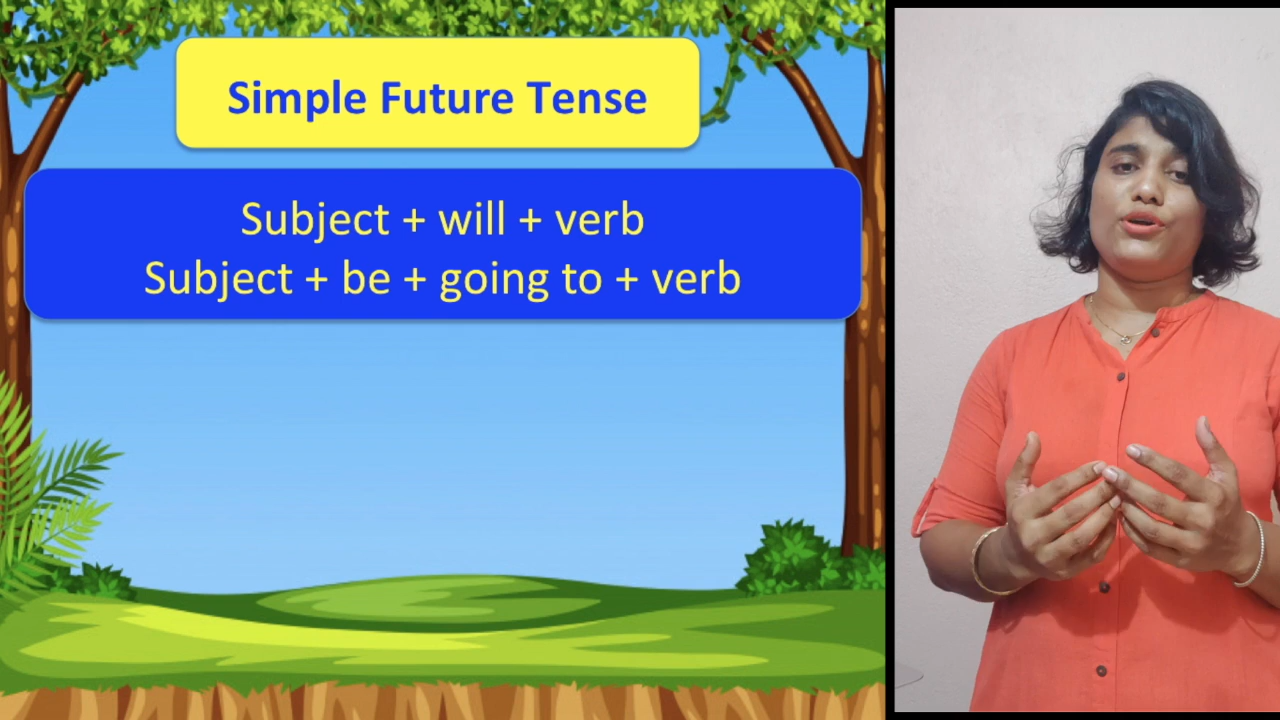 Simple Future Tense
Subject + will + verb
Subject + be + going to + verb